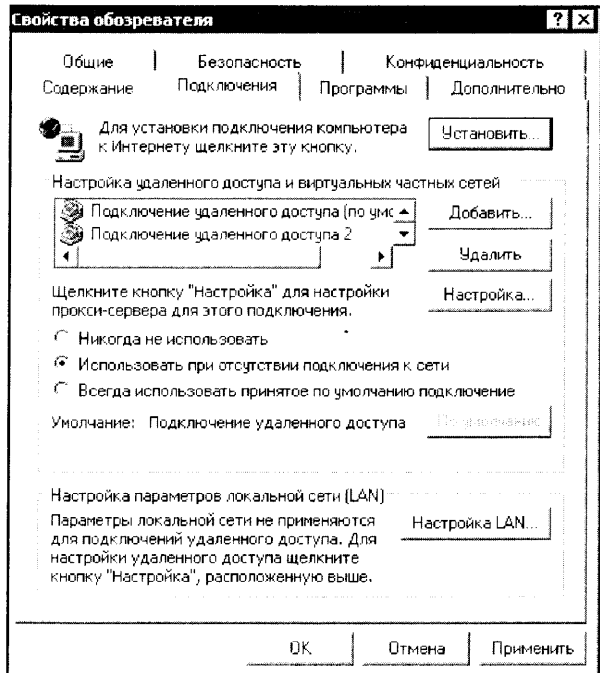 Свойства обозревателя
Общие Безопасность Конфиденциальность
Содержание Подключения Программы Дополнительно
Для установки подключения компьютера
к Интернету щелкните эту кнопку.
Установить...
Настройка удаленного доступа и виртуальных частных сетей
Подключение удаленного доступа (по умс
Подключение удаленного доступа 2
Добавить...
Удалить
Щелкните кнопку "Настройка" для настройки
прокси-сервера для этого подключения.
Настройка...
Никогда не использовать
Использовать при отсутствии подключения к сети
Всегда использовать принятое по умолчанию подключение
Умолчание: Подключение удаленного доступа
По умолчанию
Настройка параметров локальной сети (LAN)
Параметры локальной сети не применяются
для подключений удаленного доступа. Для
настройки удаленного доступа щелкните
кнопку "Настройка", расположенную выше.
Настройка LAN...
OK Отмена Применить